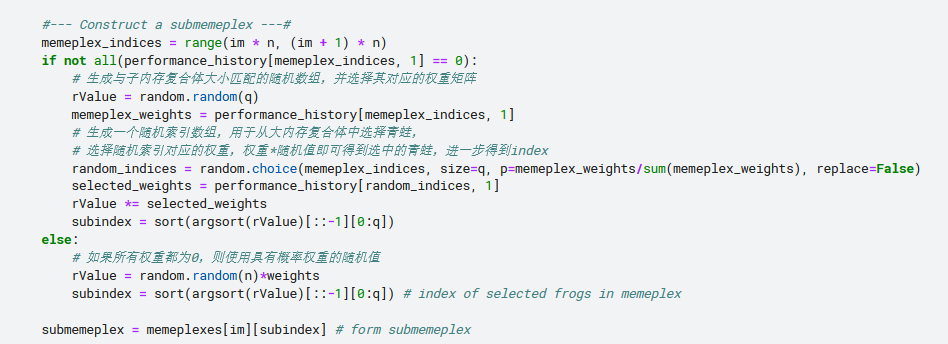 #--- Construct a submemeplex ---#
memeplex_indices = range(im * n, (im + 1) * n)
if not all(performance_history[memeplex_indices, 1] == 0):
    # 生成与子内存复合体大小匹配的随机数组，并选择其对应的权重矩阵
    rValue = random.random(q)
    memeplex_weights = performance_history[memeplex_indices, 1]
    # 生成一个随机索引数组，用于从大内存复合体中选择青蛙，
    # 选择随机索引对应的权重，权重*随机值即可得到选中的青蛙，进一步得到index
    random_indices = random.choice(memeplex_indices, size=q, p=memeplex_weights/sum(memeplex_weights), replace=False)
    selected_weights = performance_history[random_indices, 1]
    rValue *= selected_weights
    subindex = sort(argsort(rValue)[::-1][0:q])
else:
    # 如果所有权重都为0，则使用具有概率权重的随机值
    rValue = random.random(n)*weights
    subindex = sort(argsort(rValue)[::-1][0:q]) # index of selected frogs in memeplex
submemeplex = memeplexes[im][subindex] # form submemeplex